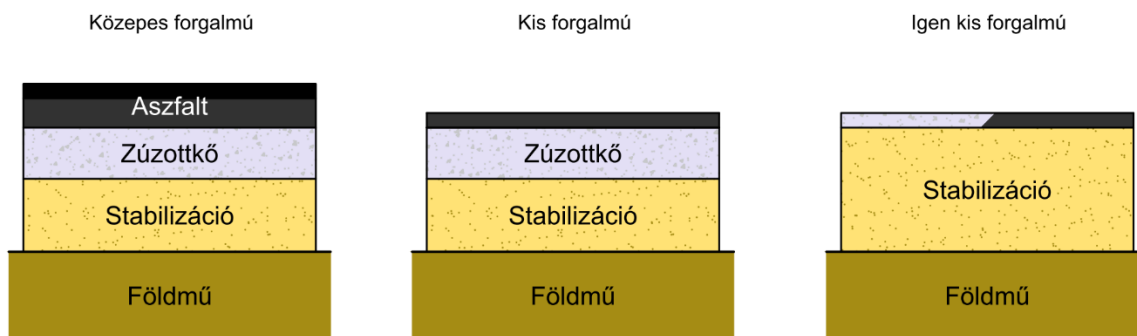 Közepes forgalmú
Kis forgalmú
Igen kis forgalmú
Aszfalt
Zúzottkő
Stabilizáció
Földmű
Zúzottkő
Stabilizáció
Földmű
Stabilizáció
Földmű